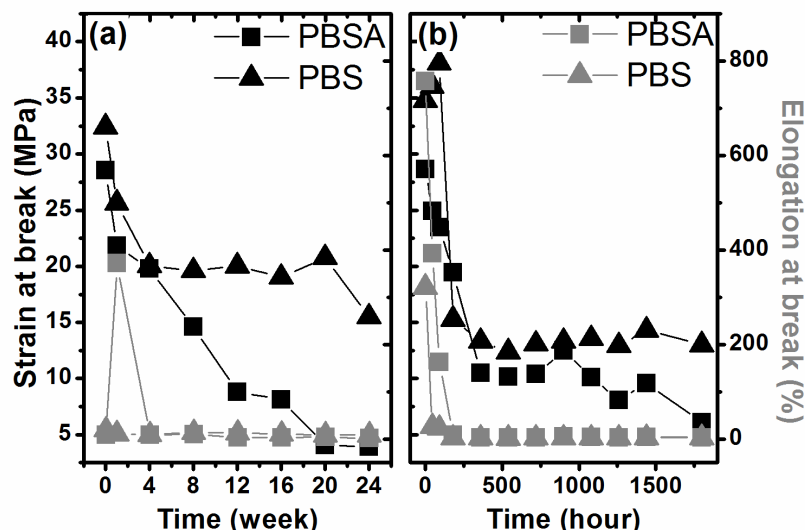 (a)
PBSA
PBS
(b)
PBSA
PBS
Strain at break (MPa)
40
35
30
25
20
15
10
5
0 4 8 12 16 20 24
Time (week)
0 500 1000 1500
Time (hour)
800
600
400
200
0
Elongation at break (%)